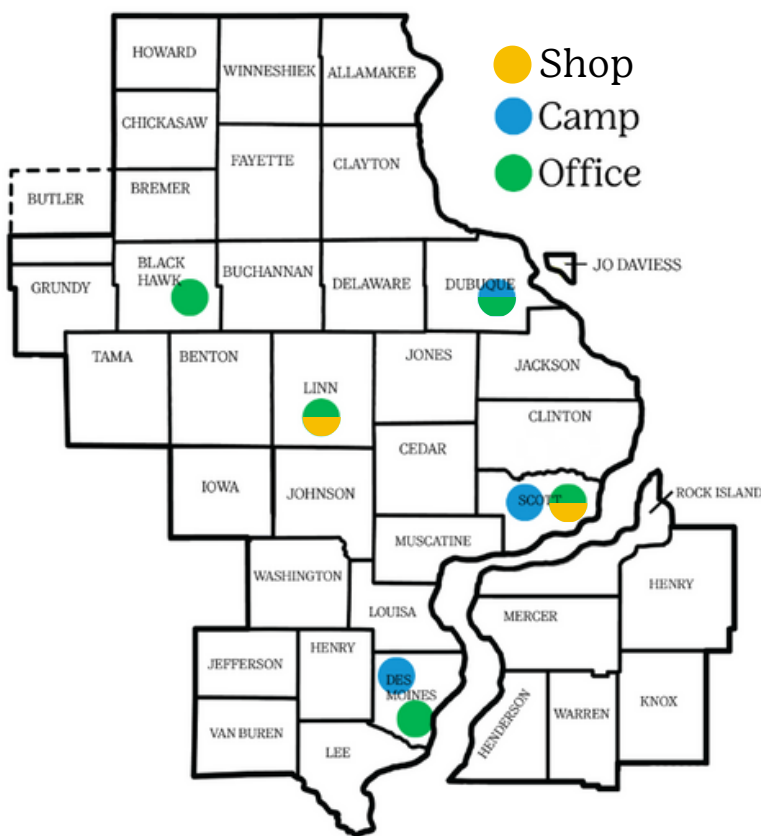 HOWARD
WINNESHIEK
ALLAMAKEE
Shop
Camp
Office
CHICKASAW
FAYETTE
CLAYTON
BUTLER
BREMER
BLACK
HAWK
BUCHANNAN
DELAWARE
DUBUQUE
JO DAVIESS
GRUNDY
TAMA
BENTON
LINN
JONES
JACKSON
CLINTON
CEDAR
IOWA
JOHNSON
SCOTT
ROCK ISLAND
MUSCATINE
WASHINGTON
HENRY
LOUISA
MERCER
JEFFERSON
HENRY
DES
MOINES
HENDERSON
WARREN
KNOX
VAN BUREN
LEE